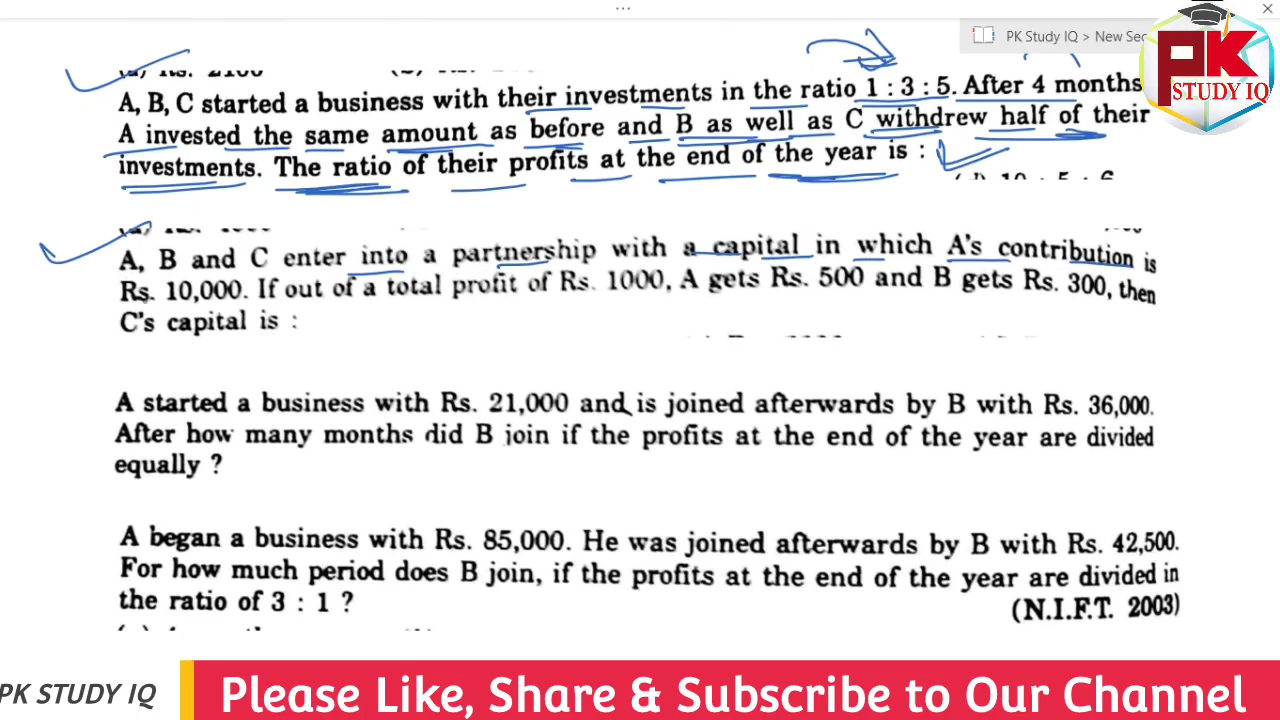 PK Study IQ > New Sec
PK
STUDY IQ
A, B, C started a business with their investments in the ratio 1 : 3 : 5. After 4 months
A invested the same amount as before and B as well as C withdrew half of their
investments. The ratio of their profits at the end of the year is :
A, B and C enter into a partnership with a capital in which A's contribution is
Rs. 10,000. If out of a total profit of Rs. 1000, A gets Rs. 500 and B gets Rs. 300, then
C's capital is :
A started a business with Rs. 21,000 and is joined afterwards by B with Rs. 36,000.
After how many months did B join if the profits at the end of the year are divided
equally ?
A began a business with Rs. 85,000. He was joined afterwards by B with Rs. 42,500.
For how much period does B join, if the profits at the end of the year are divided in
the ratio of 3 : 1 ?
(N.I.F.T. 2003)
PK STUDY IQ
Please Like, Share & Subscribe to Our Channel